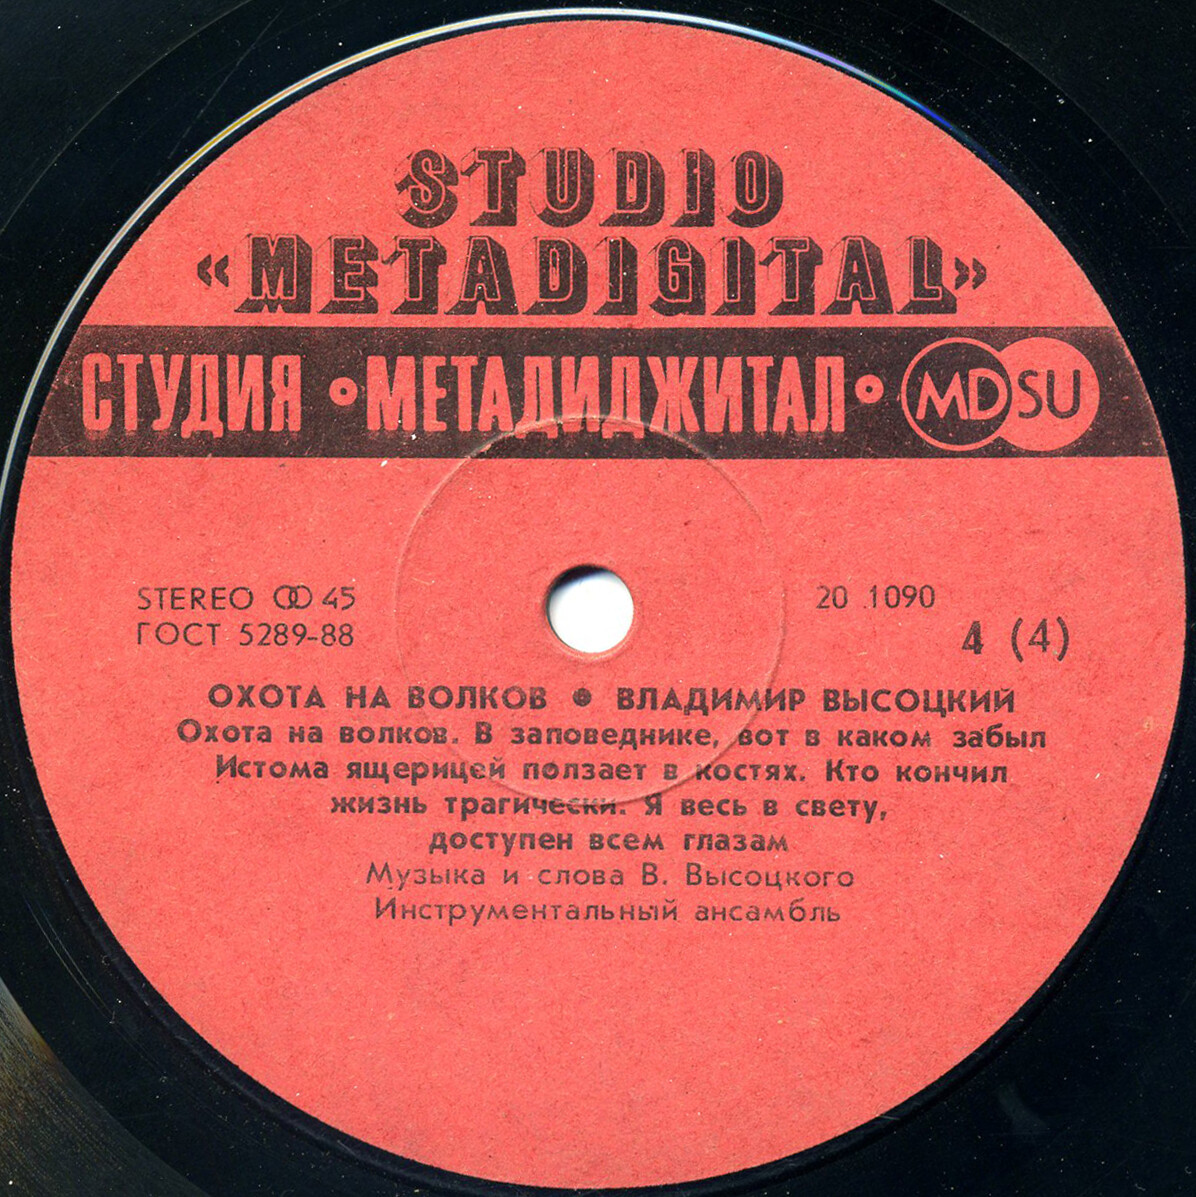 STUDIO
«METADIGITAL»
СТУДИЯ • МЕТАДИДЖИТАЛ • MD SU
STEREO ꝎO 45
20 1090
ГОСТ 5289-88
4 (4)
ОХОТА НА ВОЛКОВ ● ВЛАДИМИР ВЫСОЦКИЙ
Охота на волков. В заповеднике, вот в каком забыл
Истома ящерицей ползает в костях. Кто кончил
жизнь трагически. Я весь в свету,
доступен всем глазам
Музыка и слова В. Высоцкого
Инструментальный ансамбль